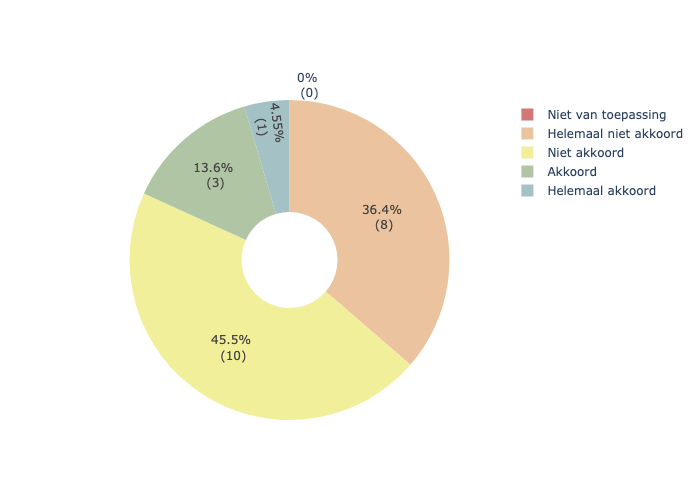 0%
(0)
4.55%
(1)
13.6%
(3)
36.4%
(8)
45.5%
(10)
Niet van toepassing
Helemaal niet akkoord
Niet akkoord
Akkoord
Helemaal akkoord